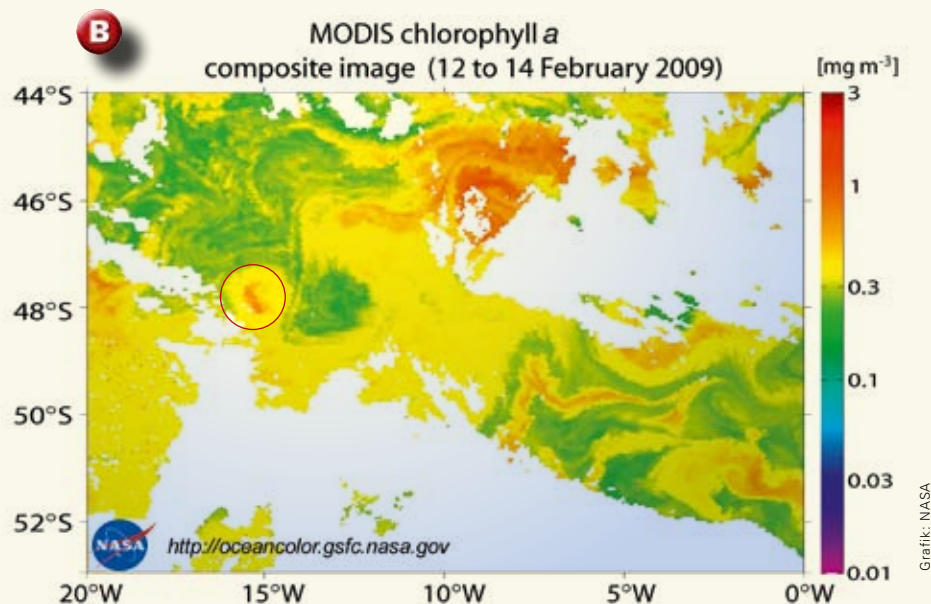 B
MODIS chlorophyll a
composite image (12 to 14 February 2009)
[mg m⁻³]
44°S
46°S
48°S
50°S
52°S
3
1
0.3
0.1
0.03
0.01
NASA
http://oceancolor.gsfc.nasa.gov
20°W
15°W
10°W
5°W
0°W
Grafik: NASA